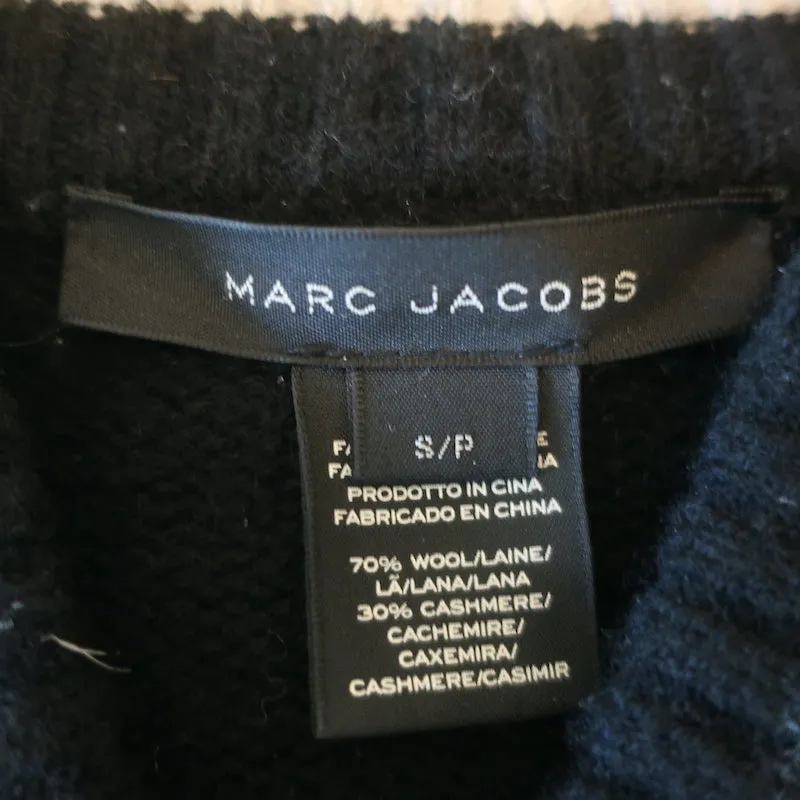 MARC JACOBS
S/P
PRODOTTO IN CINA
FABRICADO EN CHINA
70% WOOL/LAINE/
LÃ/LANA/LANA
30% CASHMERE/
CACHEMIRE/
CAXEMIRA/
CASHMERE/CASIMIR